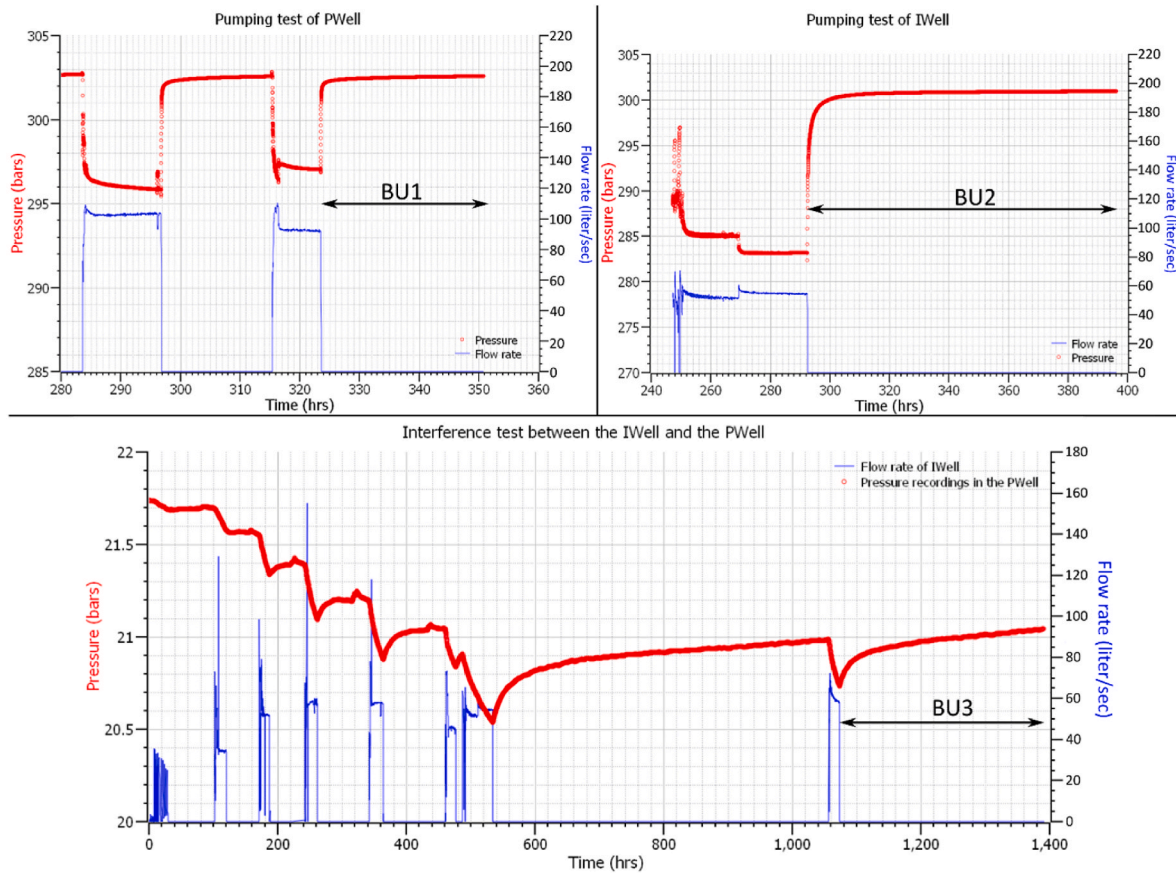 Pumping test of PWell
305
300
295
290
285
220
200
180
160
140
120
100
80
60
40
20
0
Pressure (bars)
Flow rate (liter/sec)
BU1
Pressure
Flow rate
280 290 300 310 320 330 340 350 360
Time (hrs)
Pumping test of IWell
305
300
295
290
285
280
275
270
220
200
180
160
140
120
100
80
60
40
20
0
Pressure (bars)
Flow rate (liter/sec)
BU2
Flow rate
Pressure
240 260 280 300 320 340 360 380 400
Time (hrs)
Interference test between the IWell and the PWell
22
21.5
21
20.5
20
180
160
140
120
100
80
60
40
20
0
Pressure (bars)
Flow rate (liter/sec)
Flow rate of IWell
Pressure recordings in the PWell
BU3
0 200 400 600 800 1,000 1,200 1,400
Time (hrs)